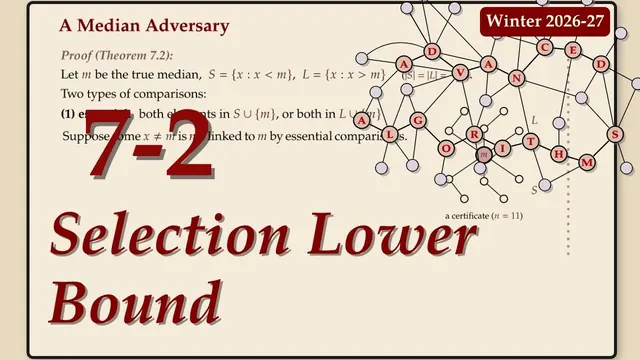 A Median Adversary
Winter 2026-27
Proof (Theorem 7.2):
Let m be the true median, S = {x : x < m}, L = {x : x > m} (|S| = |L| =
Two types of comparisons:
(1) both in S ∪ {m}, or both in L ∪ {m}
Suppose some x ≠ m is linked to m by essential comparisons.
7-2
Selection Lower
Bound
D
C
E
A
V
A
N
D
A
L
G
O
R
I
T
H
M
S
m
L
S
a certificate (n = 11)